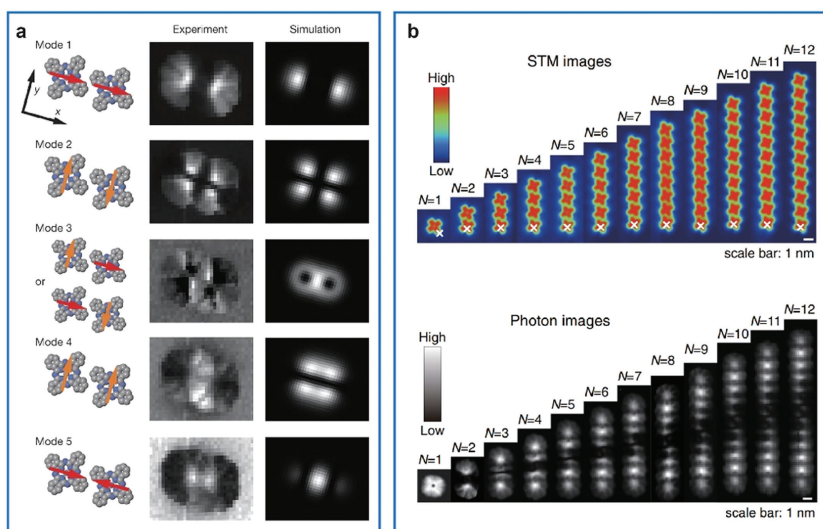 a
Experiment
Simulation
Mode 1
y
x
Mode 2
Mode 3
or
Mode 4
Mode 5
b
STM images
High
Low
N=1
N=2
N=3
N=4
N=5
N=6
N=7
N=8
N=9
N=10
N=11
N=12
scale bar: 1 nm
Photon images
High
Low
N=1
N=2
N=3
N=4
N=5
N=6
N=7
N=8
N=9
N=10
N=11
N=12
scale bar: 1 nm